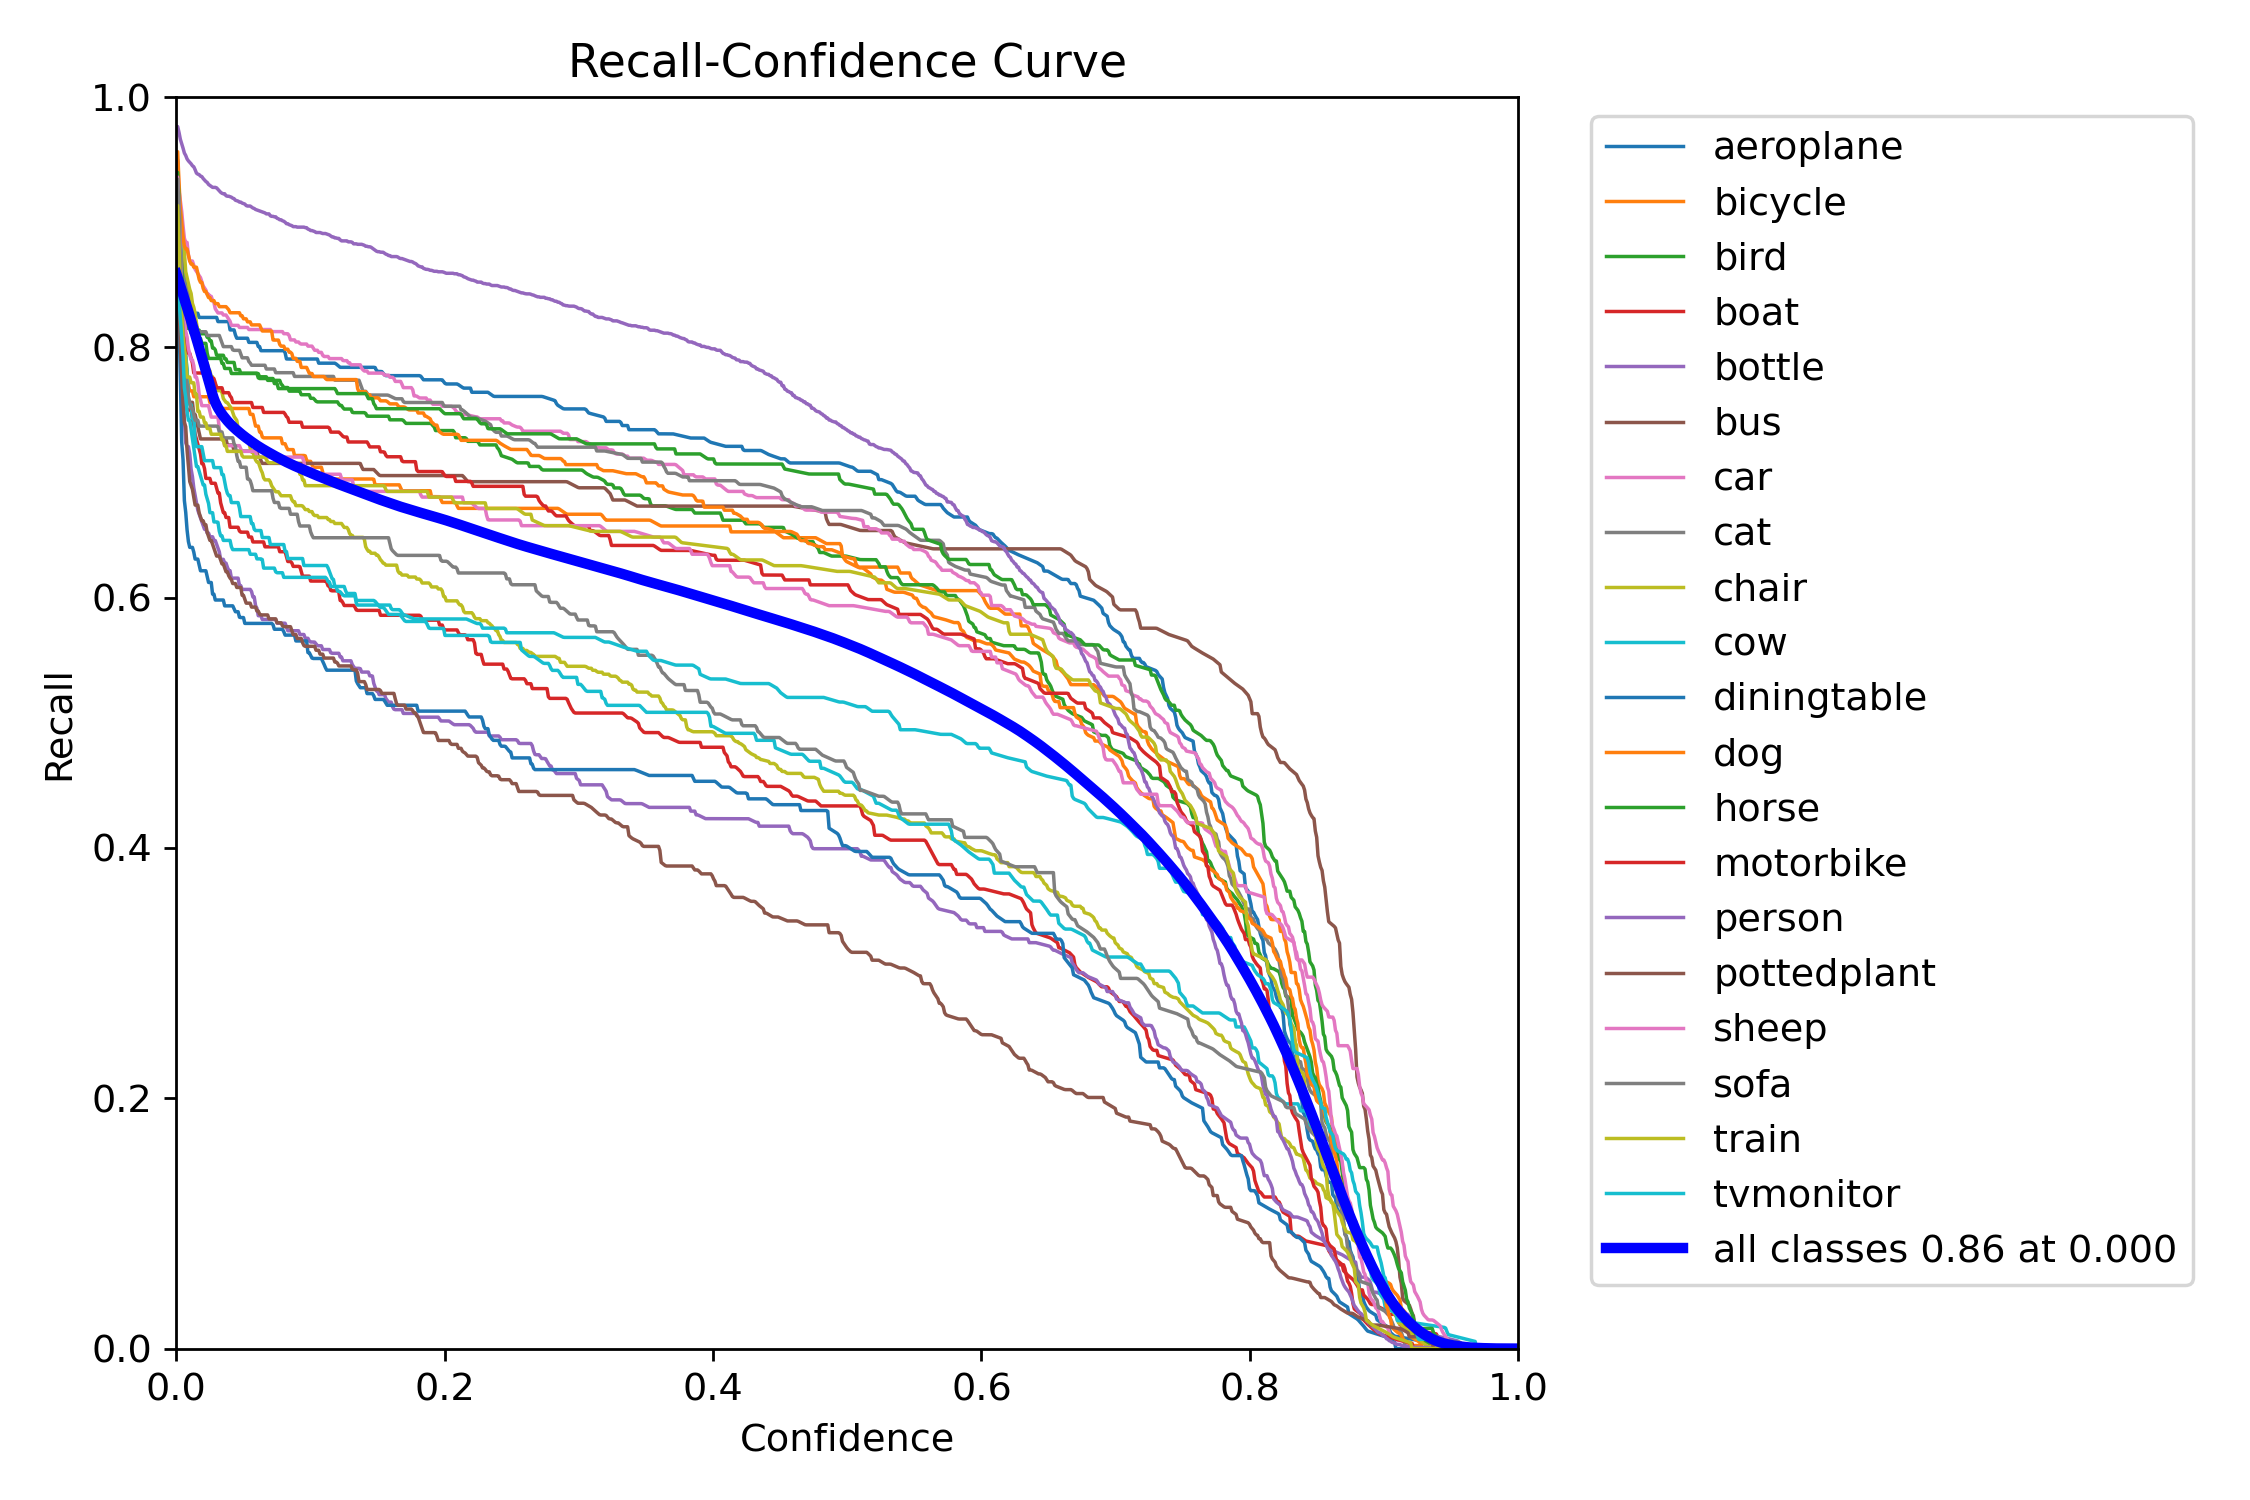 Recall-Confidence Curve
1.0
0.8
0.6
0.4
0.2
0.0
Recall
0.0 0.2 0.4 0.6 0.8 1.0
Confidence
aeroplane
bicycle
bird
boat
bottle
bus
car
cat
chair
cow
diningtable
dog
horse
motorbike
person
pottedplant
sheep
sofa
train
tvmonitor
all classes 0.86 at 0.000